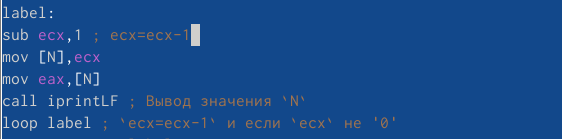 label:
sub ecx,1 ; ecx=ecx-1
mov [N],ecx
mov eax,[N]
call iprintLF ; Вывод значения `N`
loop label ; `ecx=ecx-1` и если `ecx` не '0'